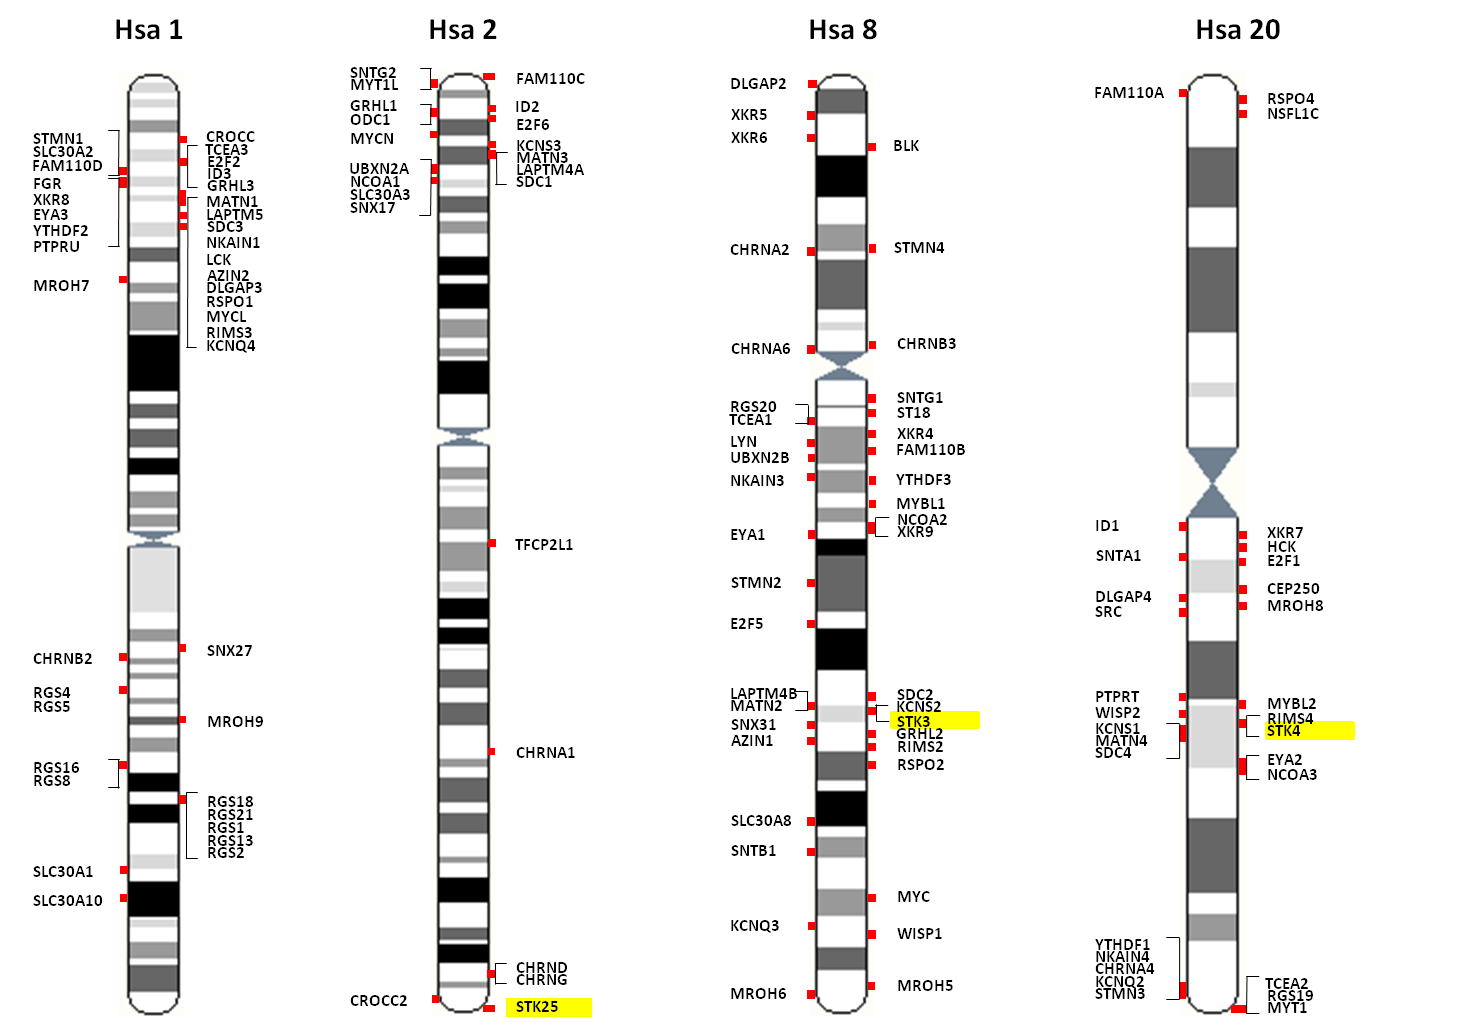 Hsa 1
STMN1
SLC30A2
FAM110D
FGR
XKR8
EYA3
YTHDF2
PTPRU
MROH7
CHRNB2
RGS4
RGS5
RGS16
RGS8
SLC30A1
SLC30A10
CROCC
TCEA3
E2F2
ID3
GRHL3
MATN1
LAPTM5
SDC3
NKAIN1
LCK
AZIN2
DLGAP3
RSPO1
MYCL
RIMS3
KCNQ4
SNX27
MROH9
RGS18
RGS21
RGS1
RGS13
RGS2
Hsa 2
SNTG2
MYT1L
GRHL1
ODC1
MYCN
UBXN2A
NCOA1
SLC30A3
SNX17
CROCC2
FAM110C
ID2
E2F6
KCNS3
MATN3
LAPTM4A
SDC1
TFCP2L1
CHRNA1
CHRND
CHRNG
STK25
Hsa 8
DLGAP2
XKR5
XKR6
CHRNA2
CHRNA6
RGS20
TCEA1
LYN
UBXN2B
NKAIN3
EYA1
STMN2
E2F5
LAPTM4B
MATN2
SNX31
AZIN1
SLC30A8
SNTB1
KCNQ3
MROH6
BLK
STMN4
CHRNB3
SNTG1
ST18
XKR4
FAM110B
YTHDF3
MYBL1
NCOA2
XKR9
SDC2
KCNS2
STK3
GRHL2
RIMS2
RSPO2
MYC
WISP1
MROH5
Hsa 20
FAM110A
ID1
SNTA1
DLGAP4
SRC
PTPRT
WISP2
KCNS1
MATN4
SDC4
YTHDF1
NKAIN4
CHRNA4
KCNQ2
STMN3
RSPO4
NSFL1C
XKR7
HCK
E2F1
CEP250
MROH8
MYBL2
RIMS4
STK4
EYA2
NCOA3
TCEA2
RGS19
MYT1